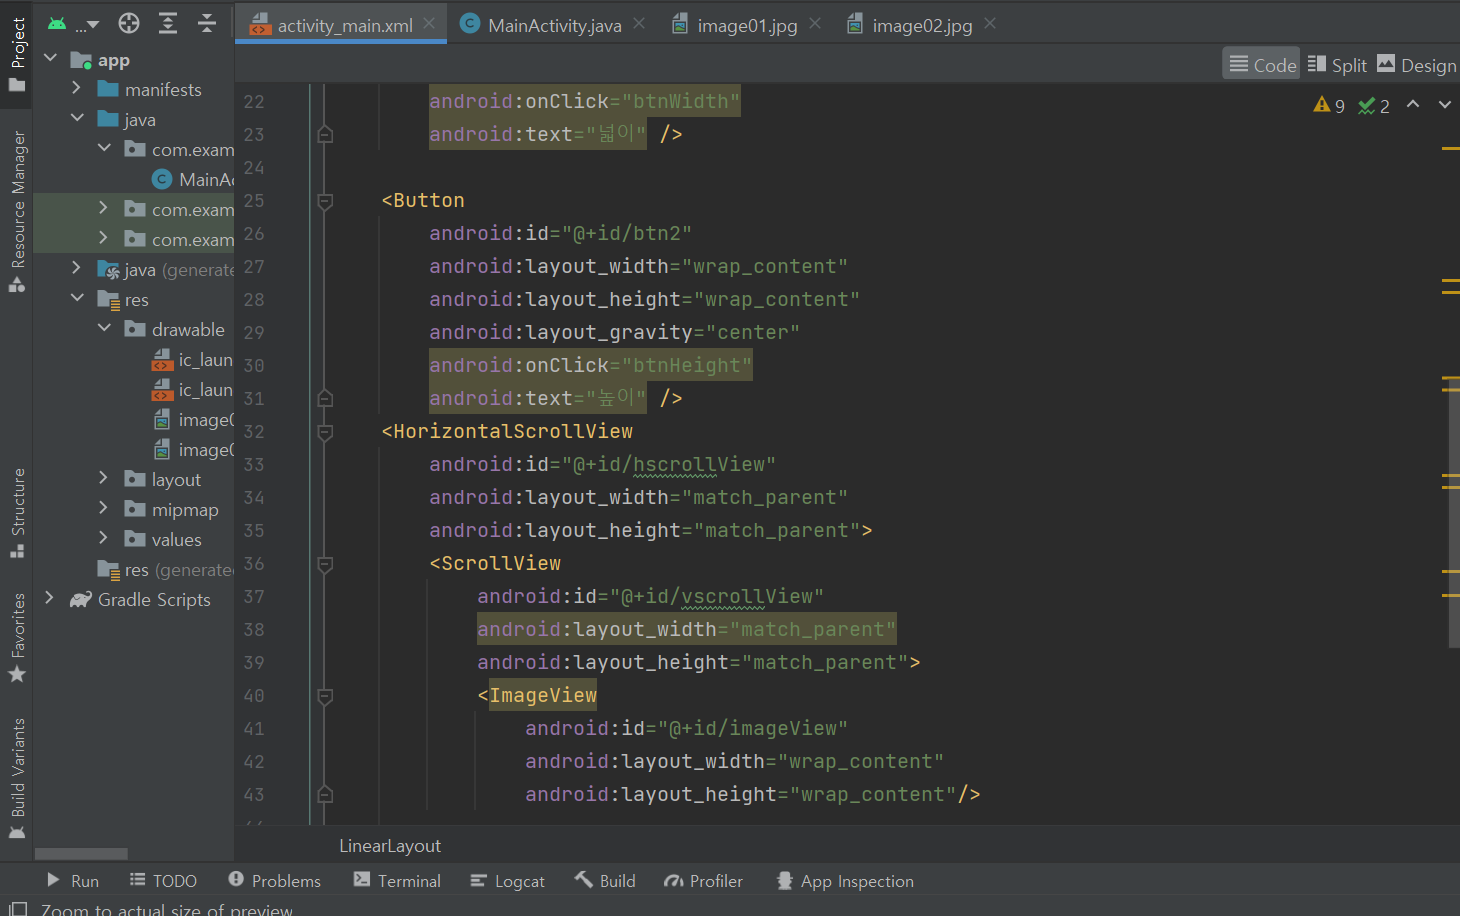 Project
Resource Manager
Structure
Favorites
Build Variants
...
app
manifests
java
com.exam
MainAc
com.exam
com.exam
java (generate
res
drawable
ic_laun
ic_laun
image0
image0
layout
mipmap
values
res (generate
Gradle Scripts
activity_main.xml
MainActivity.java
image01.jpg
image02.jpg
Code
Split
Design
9
2
22 android:onClick="btnWidth"
23 android:text="넓이" />
24
25 <Button
26 android:id="@+id/btn2"
27 android:layout_width="wrap_content"
28 android:layout_height="wrap_content"
29 android:layout_gravity="center"
30 android:onClick="btnHeight"
31 android:text="높이" />
32 <HorizontalScrollView
33 android:id="@+id/hscrollView"
34 android:layout_width="match_parent"
35 android:layout_height="match_parent">
36 <ScrollView
37 android:id="@+id/vscrollView"
38 android:layout_width="match_parent"
39 android:layout_height="match_parent">
40 <ImageView
41 android:id="@+id/imageView"
42 android:layout_width="wrap_content"
43 android:layout_height="wrap_content"/>
LinearLayout
Run
TODO
Problems
Terminal
Logcat
Build
Profiler
App Inspection
Zoom to actual size of preview